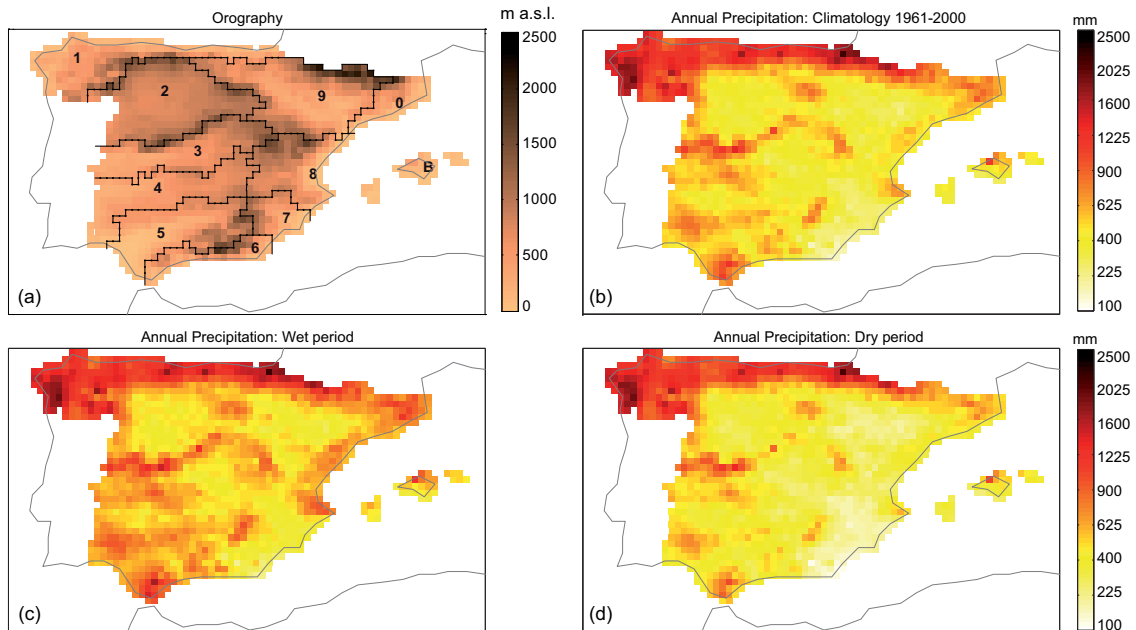 Orography
m a.s.l.
2500
2000
1500
1000
500
0
1
2
9
0
3
8
B
4
7
5
6
(a)
Annual Precipitation: Climatology 1961-2000
mm
2500
2025
1600
1225
900
625
400
225
100
(b)
Annual Precipitation: Wet period
(c)
Annual Precipitation: Dry period
mm
2500
2025
1600
1225
900
625
400
225
100
(d)